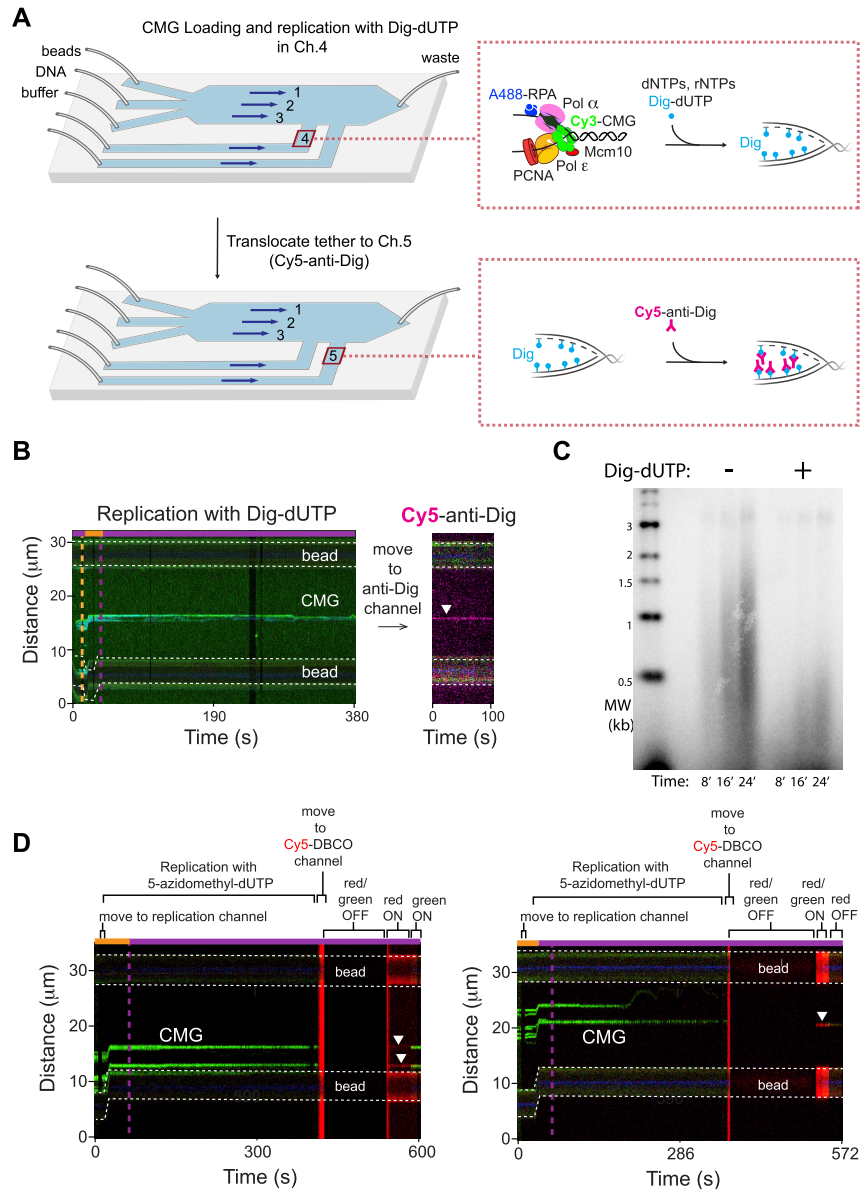 A
CMG Loading and replication with Dig-dUTP
in Ch.4
beads
DNA
buffer
waste
1
2
3
4
A488-RPA
Pol α
Cy3-CMG
Mcm10
Pol ε
PCNA
dNTPs, rNTPs
Dig-dUTP
Dig
Translocate tether to Ch.5
(Cy5-anti-Dig)
1
2
3
5
Dig
Cy5-anti-Dig
B
Replication with Dig-dUTP
Cy5-anti-Dig
move
to
anti-Dig
channel
bead
CMG
bead
Distance (μm)
30
20
10
0
0
190
380
Time (s)
0
100
Time (s)
C
Dig-dUTP:
-
+
3
2
1.5
1
0.5
MW
(kb)
Time:
8’ 16’ 24’
8’ 16’ 24’
D
move
to
Cy5-DBCO
channel
Replication with
5-azidomethyl-dUTP
red/
green
OFF
red
ON
green
ON
move to replication channel
bead
CMG
bead
Distance (μm)
30
20
10
0
0
300
600
Time (s)
move
to
Cy5-DBCO
channel
Replication with
5-azidomethyl-dUTP
red/
green
OFF
red/
green
ON
red
OFF
move to replication channel
bead
CMG
bead
Distance (μm)
30
20
10
0
0
286
572
Time (s)